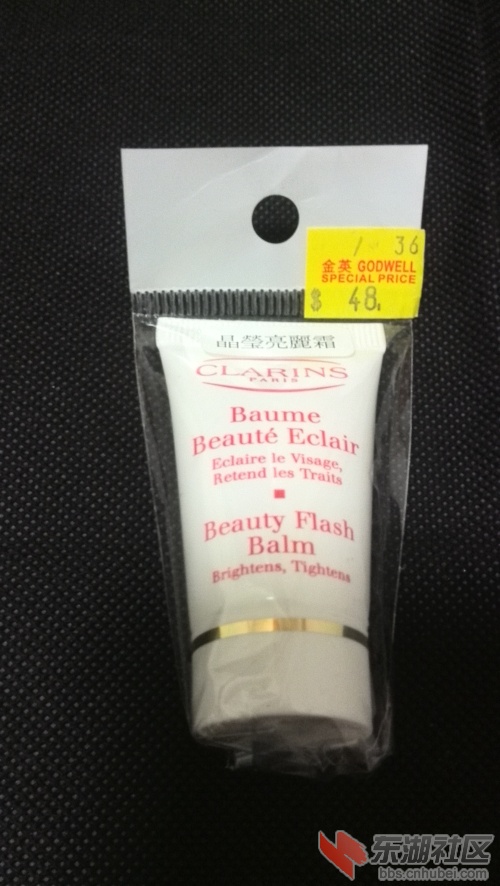 / 36
金英 GODWELL
SPECIAL PRICE
$ 48.
晶瑩亮麗霜
CLARINS
PARIS
Baume
Beauté Eclair
Eclaire le Visage,
Retend les Traits
Beauty Flash
Balm
Brightens, Tightens
东湖社区
bbs.cnhubei.com